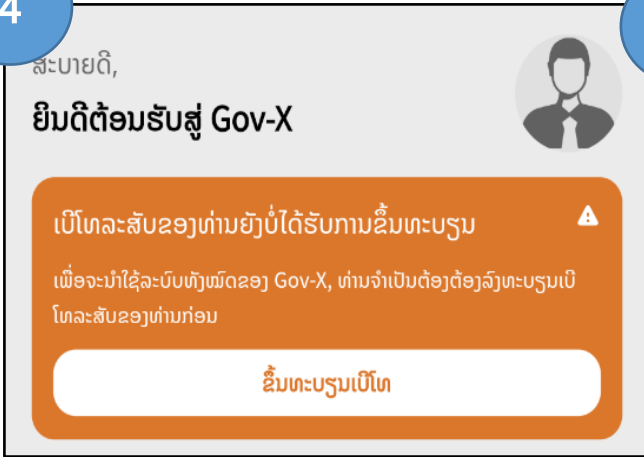 4
ສະບາຍດີ,
ຍິນດີຕ້ອນຮັບສູ່ Gov-X
ເບີໂທລະສັບຂອງທ່ານຍັງບໍ່ໄດ້ຮັບການຂຶ້ນທະບຽນ
ເພື່ອຈະນຳໃຊ້ລະບົບທັງໝົດຂອງ Gov-X, ທ່ານຈຳເປັນຕ້ອງຕ້ອງລົງທະບຽນເບີ
ໂທລະສັບຂອງທ່ານກ່ອນ
ຂຶ້ນທະບຽນເບີໂທ